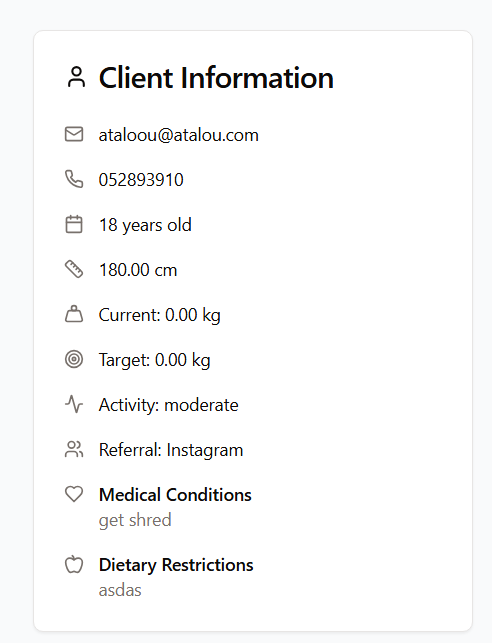 Client Information
ataloou@atalou.com
052893910
18 years old
180.00 cm
Current: 0.00 kg
Target: 0.00 kg
Activity: moderate
Referral: Instagram
Medical Conditions
get shred
Dietary Restrictions
asdas